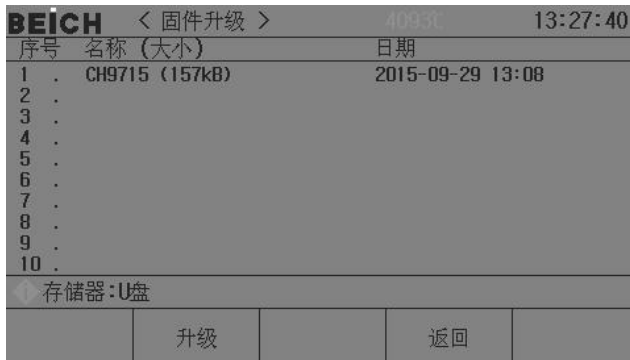 BEICH < 固件升级 > 4093℃ 13:27:40
序号 名称 (大小) 日期
1 . CH9715 (157kB) 2015-09-29 13:08
2 .
3 .
4 .
5 .
6 .
7 .
8 .
9 .
10 .
存储器:U盘
升级 返回